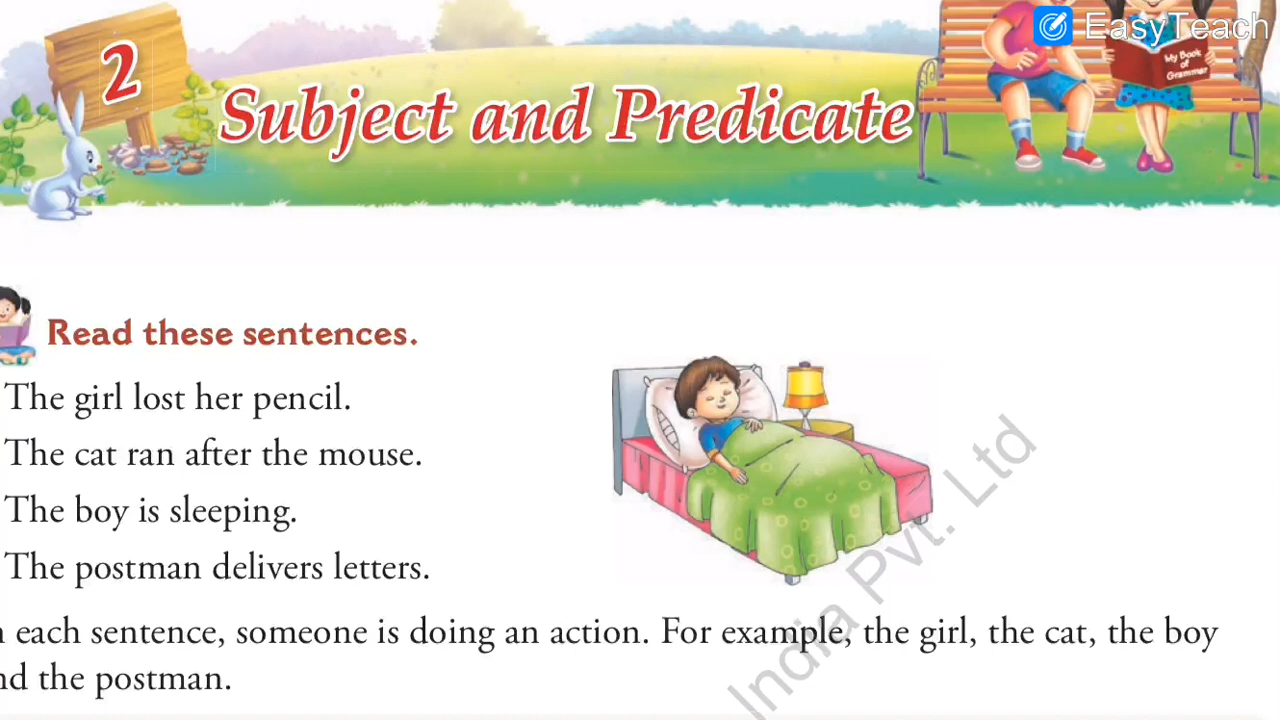 EasyTeach
2
My Book
of
Grammar
Subject and Predicate
Read these sentences.
The girl lost her pencil.
The cat ran after the mouse.
The boy is sleeping.
The postman delivers letters.
each sentence, someone is doing an action. For example, the girl, the cat, the boy
the postman.
India Pvt. Ltd